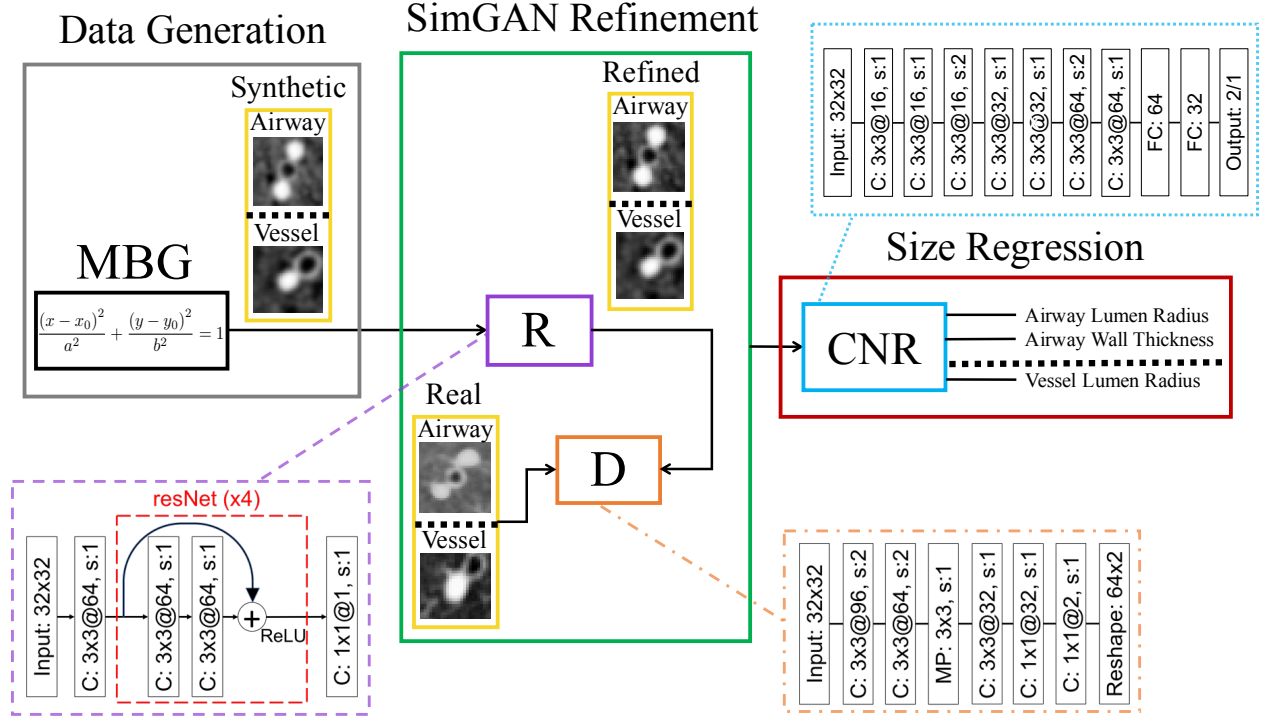 Data Generation
Synthetic
Airway
Vessel
MBG
(x − x₀)²/a² + (y − y₀)²/b² = 1
SimGAN Refinement
Refined
Airway
Vessel
R
Real
Airway
Vessel
D
Input: 32x32
C: 3x3@16, s:1
C: 3x3@16, s:1
C: 3x3@16, s:2
C: 3x3@32, s:1
C: 3x3@32, s:1
C: 3x3@64, s:2
C: 3x3@64, s:1
FC: 64
FC: 32
Output: 2/1
Size Regression
CNR
Airway Lumen Radius
Airway Wall Thickness
Vessel Lumen Radius
resNet (x4)
Input: 32x32
C: 3x3@64, s:1
C: 3x3@64, s:1
C: 3x3@64, s:1
+
ReLU
C: 1x1@1, s:1
Input: 32x32
C: 3x3@96, s:2
C: 3x3@64, s:2
MP: 3x3, s:1
C: 3x3@32, s:1
C: 1x1@32, s:1
C: 1x1@2, s:1
Reshape: 64x2